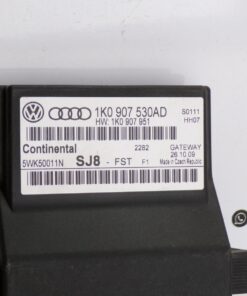 1K0 907 530AD S0111
HW: 1K0 907 951 HH07
Continental 2262 GATEWAY
26.10.09
5WK50011N SJ8 - FST F1 Made in Czech Republic